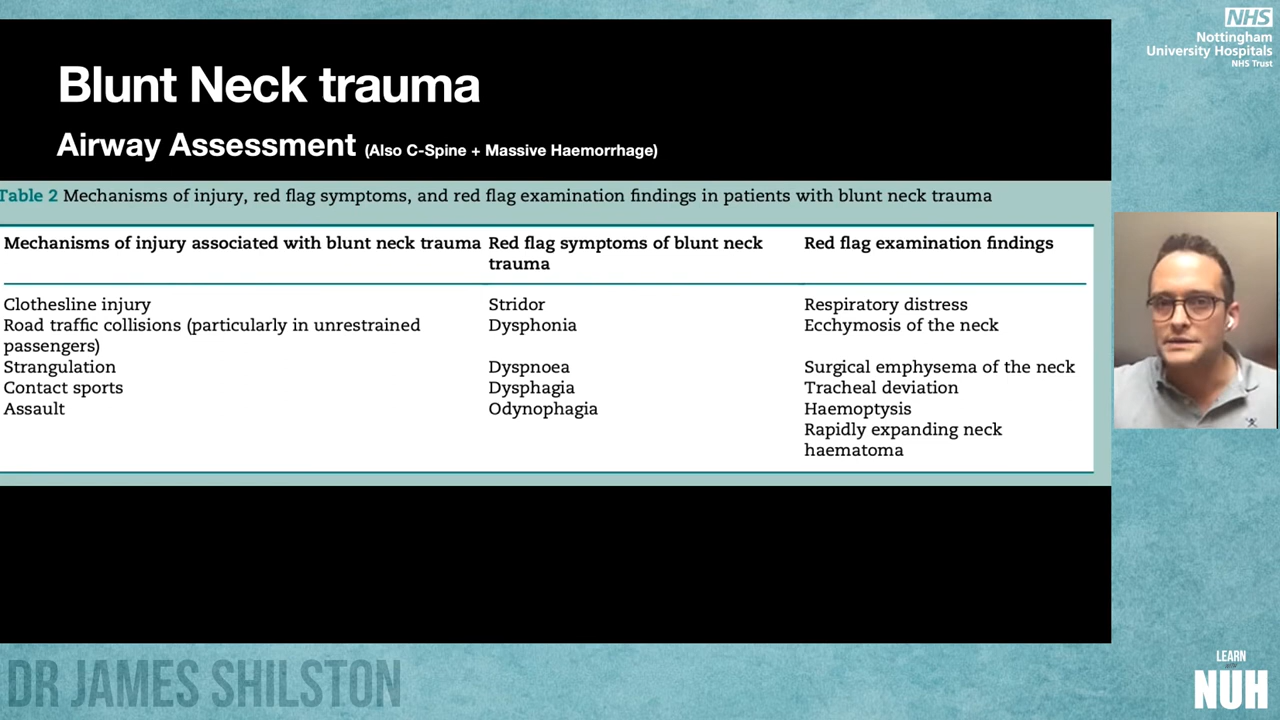 Blunt Neck trauma
Airway Assessment (Also C-Spine + Massive Haemorrhage)
Table 2 Mechanisms of injury, red flag symptoms, and red flag examination findings in patients with blunt neck trauma
Mechanisms of injury associated with blunt neck trauma
Red flag symptoms of blunt neck
trauma
Red flag examination findings
Clothesline injury
Stridor
Respiratory distress
Road traffic collisions (particularly in unrestrained
passengers)
Dysphonia
Ecchymosis of the neck
Strangulation
Dyspnoea
Surgical emphysema of the neck
Contact sports
Dysphagia
Tracheal deviation
Assault
Odynophagia
Haemoptysis
Rapidly expanding neck
haematoma
NHS
Nottingham
University Hospitals
NHS Trust
DR JAMES SHILSTON
LEARN
NUH